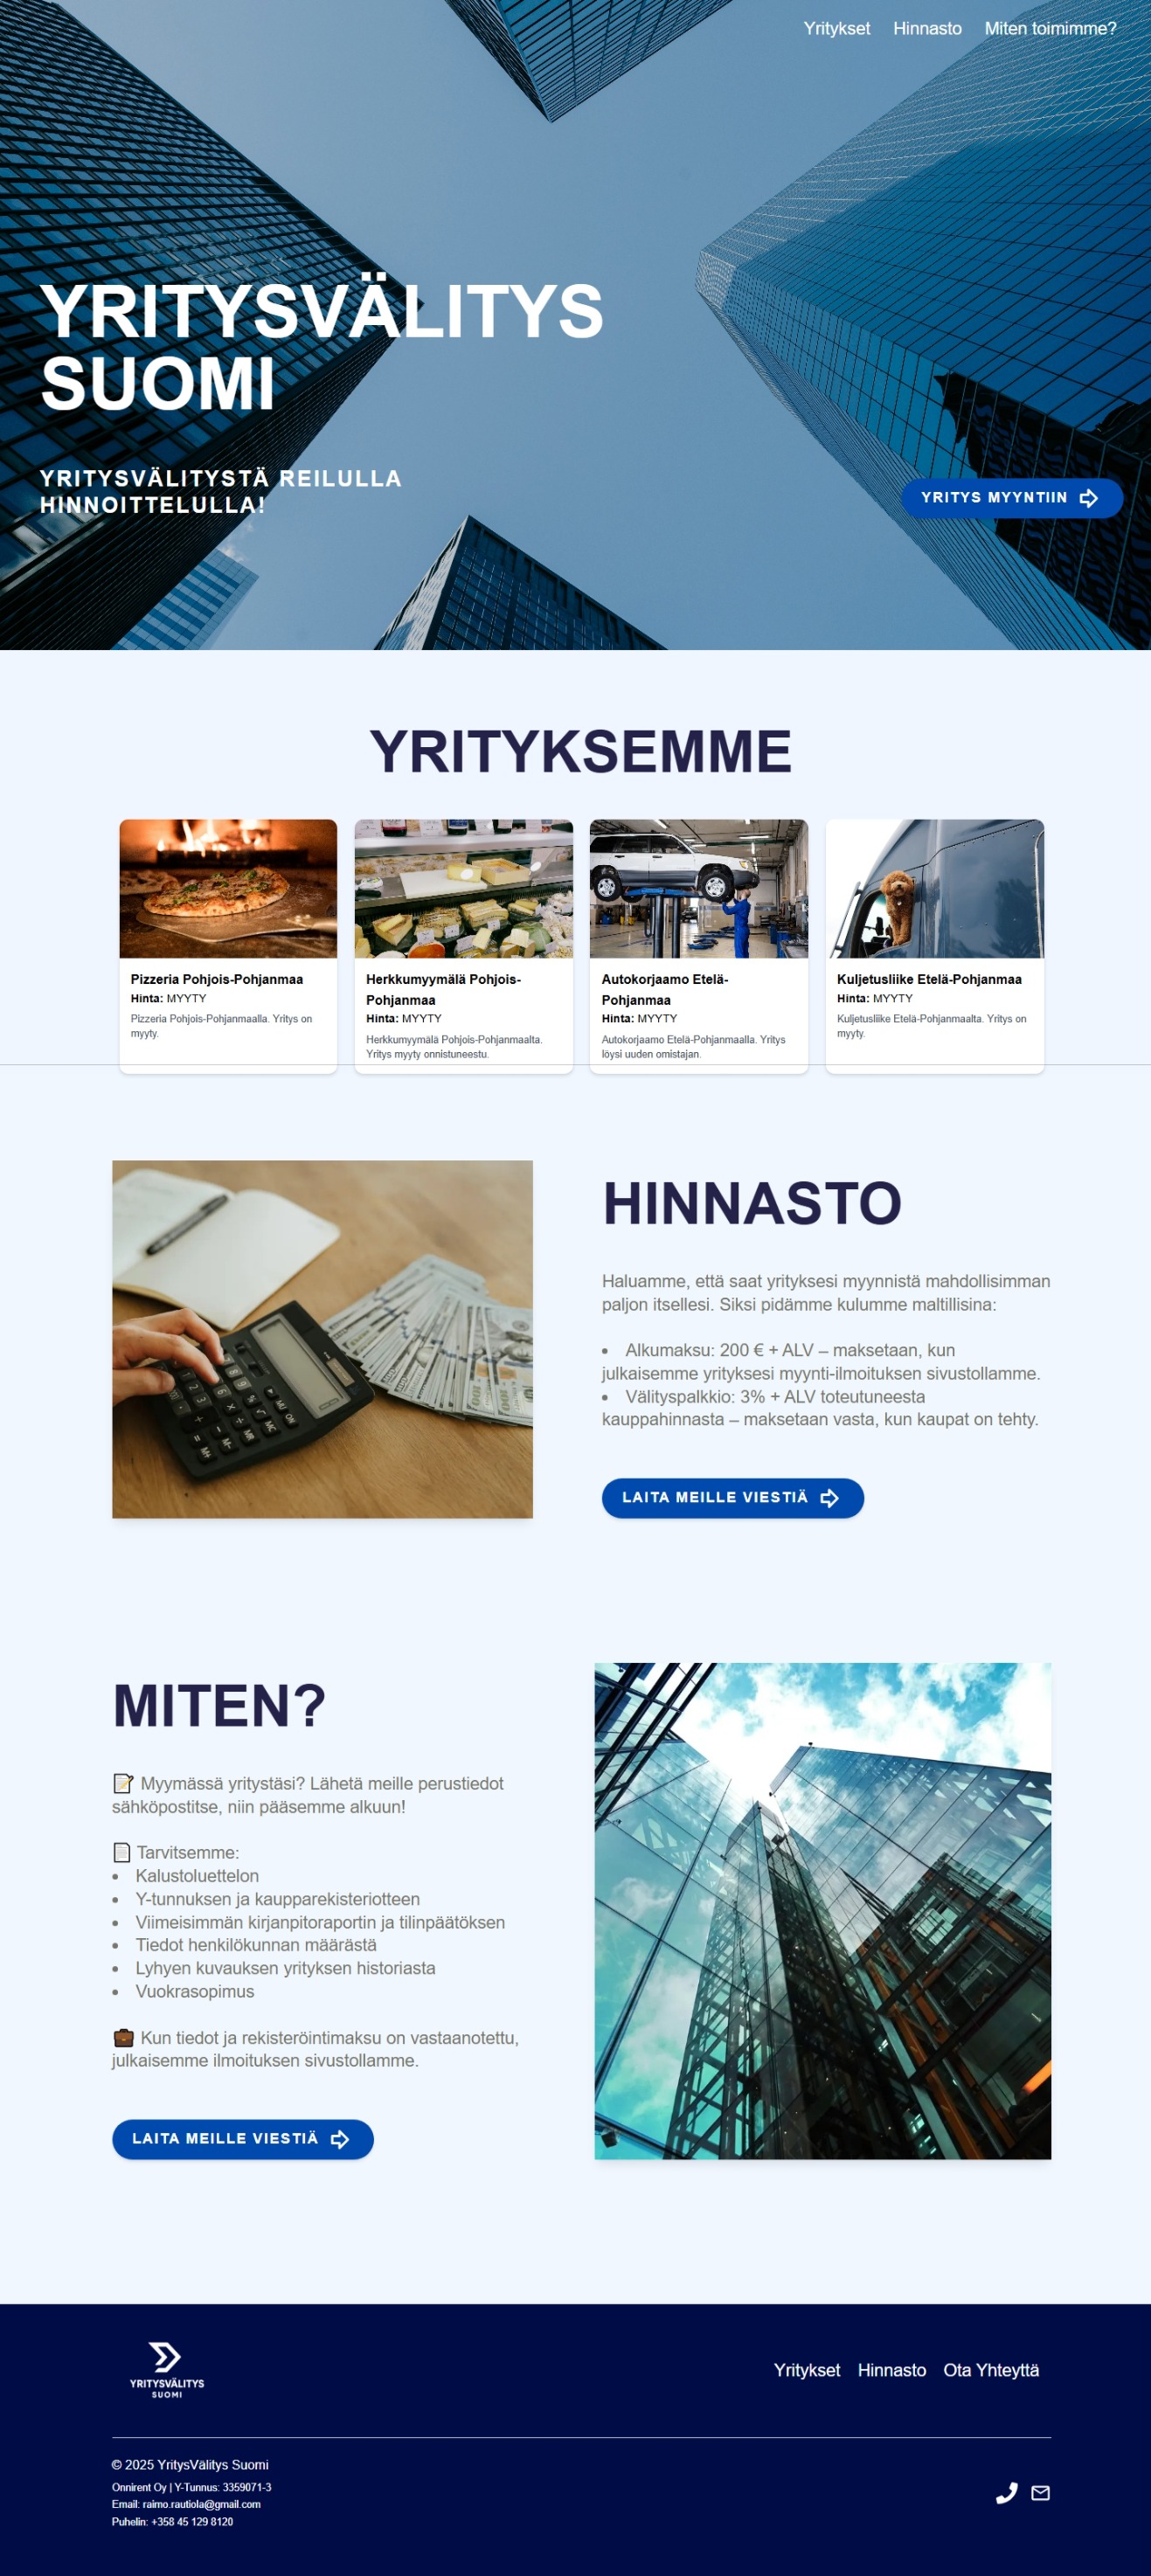 Yritykset Hinnasto Miten toimimme?
YRITYSVÄLITYS
SUOMI
YRITYSVÄLITYSTÄ REILULLA
HINNOITTELULLA!
YRITYS MYYNTIIN
YRITYKSEMME
Pizzeria Pohjois-Pohjanmaa
Hinta: MYYTY
Pizzeria Pohjois-Pohjanmaalla. Yritys on
myyty.
Herkkumyymälä Pohjois-
Pohjanmaa
Hinta: MYYTY
Herkkumyymälä Pohjois-Pohjanmaalta.
Yritys myyty onnistuneestu.
Autokorjaamo Etelä-
Pohjanmaa
Hinta: MYYTY
Autokorjaamo Etelä-Pohjanmaalla. Yritys
löysi uuden omistajan.
Kuljetusliike Etelä-Pohjanmaa
Hinta: MYYTY
Kuljetusliike Etelä-Pohjanmaalta. Yritys on
myyty.
HINNASTO
Haluamme, että saat yrityksesi myynnistä mahdollisimman
paljon itsellesi. Siksi pidämme kulumme maltillisina:
• Alkumaksu: 200 € + ALV – maksetaan, kun
julkaisemme yrityksesi myynti-ilmoituksen sivustollamme.
• Välityspalkkio: 3% + ALV toteutuneesta
kauppahinnasta – maksetaan vasta, kun kaupat on tehty.
LAITA MEILLE VIESTIÄ
MITEN?
📝 Myymässä yritystäsi? Lähetä meille perustiedot
sähköpostitse, niin pääsemme alkuun!
📄 Tarvitsemme:
• Kalustoluettelon
• Y-tunnuksen ja kaupparekisteriotteen
• Viimeisimmän kirjanpitoraportin ja tilinpäätöksen
• Tiedot henkilökunnan määrästä
• Lyhyen kuvauksen yrityksen historiasta
• Vuokrasopimus
💼 Kun tiedot ja rekisteröintimaksu on vastaanotettu,
julkaisemme ilmoituksen sivustollamme.
LAITA MEILLE VIESTIÄ
YRITYSVÄLITYS
SUOMI
Yritykset Hinnasto Ota Yhteyttä
© 2025 YritysVälitys Suomi
Onnirent Oy | Y-Tunnus: 3359071-3
Email: raimo.rautiola@gmail.com
Puhelin: +358 45 129 8120